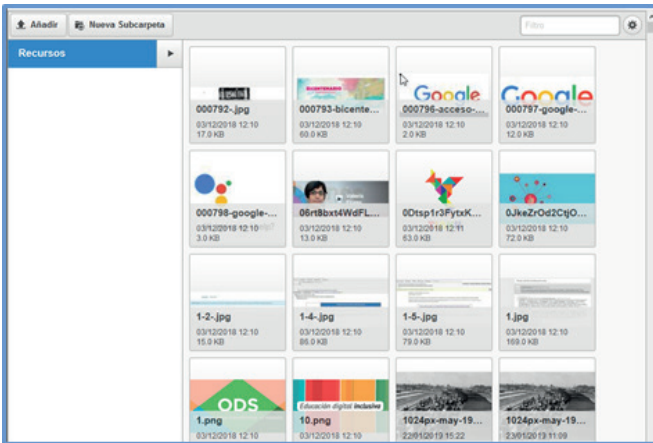 Añadir
Nueva Subcarpeta
Filtro
Recursos
Google
000792-.jpg
03/12/2018 12:10
17.0 KB
BICENTENARIO
000793-bicente...
03/12/2018 12:10
60.0 KB
000796-acceso-...
03/12/2018 12:10
2.0 KB
Google
000797-google-...
03/12/2018 12:10
12.0 KB
000798-google-...
03/12/2018 12:10
3.0 KB
06rt8bxt4WdFL...
03/12/2018 12:10
13.0 KB
0Dtsp1r3FytxK...
03/12/2018 12:11
63.0 KB
0JkeZrOd2CtjO...
03/12/2018 12:10
72.0 KB
1-2-.jpg
03/12/2018 12:10
15.0 KB
1-4-.jpg
03/12/2018 12:10
86.0 KB
1-5-.jpg
03/12/2018 12:10
79.0 KB
1.jpg
03/12/2018 12:10
169.0 KB
ODS
1.png
03/12/2018 12:10
Educación digital inclusiva
10.png
03/12/2018 12:10
1024px-may-19...
22/01/2019 15:22
1024px-may-19...
23/01/2019 11:09